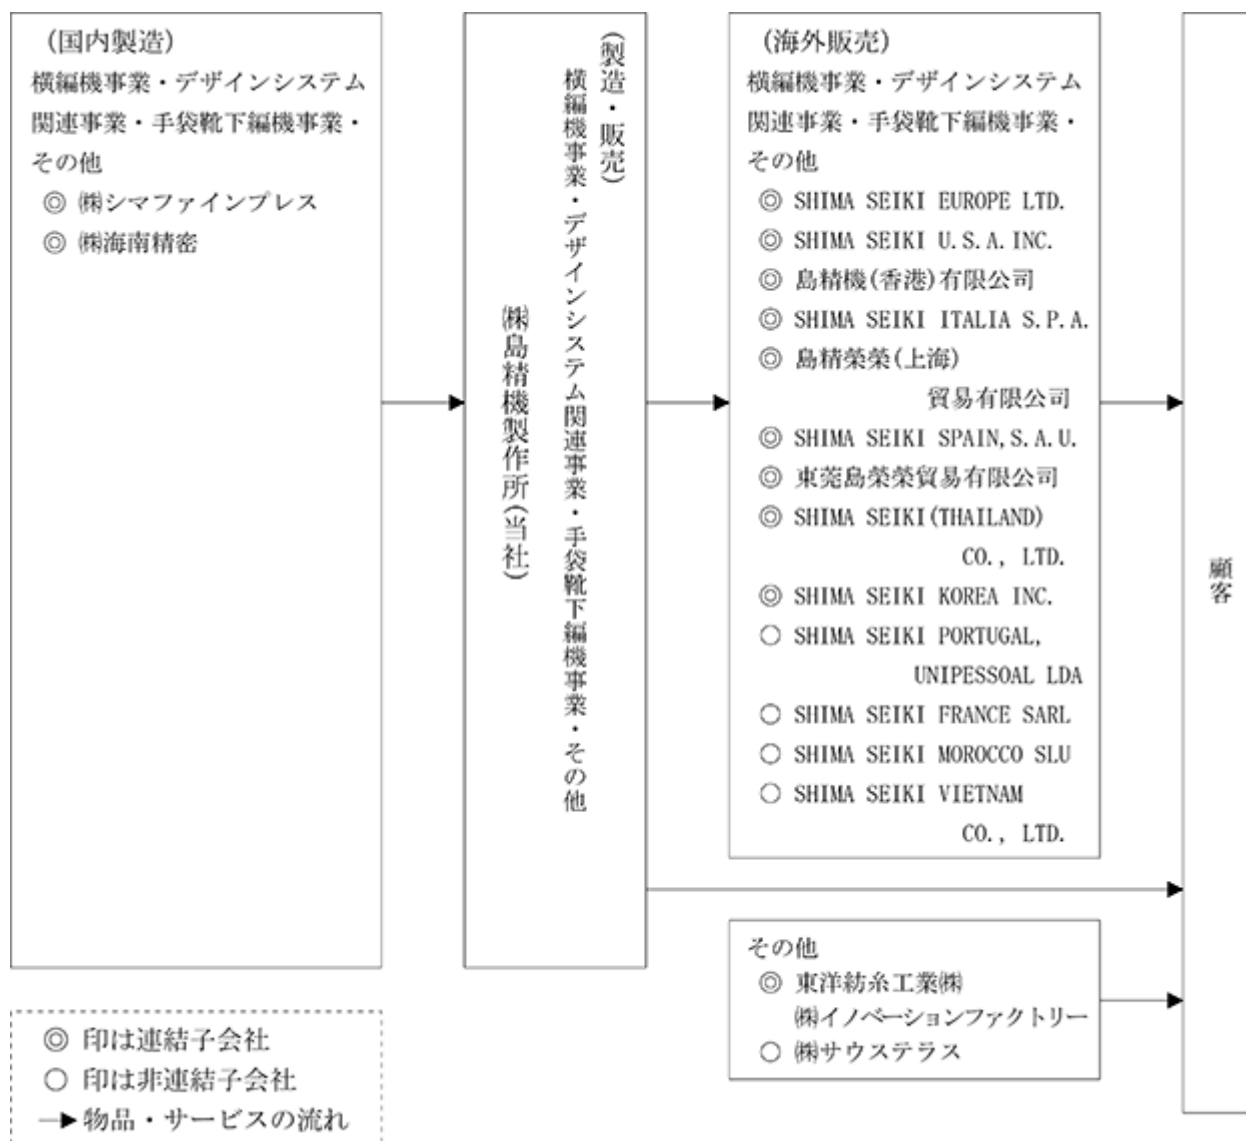 (国内製造)
横編機事業・デザインシステム
関連事業・手袋靴下編機事業・
その他
◎ ㈱シマファインプレス
◎ ㈱海南精密
(製造・販売)
横編機事業・デザインシステム関連事業・手袋靴下編機事業・その他
㈱島精機製作所(当社)
(海外販売)
横編機事業・デザインシステム
関連事業・手袋靴下編機事業・
その他
◎ SHIMA SEIKI EUROPE LTD.
◎ SHIMA SEIKI U.S.A.INC.
◎ 島精機(香港)有限公司
◎ SHIMA SEIKI ITALIA S.P.A.
◎ 島精榮榮(上海)
貿易有限公司
◎ SHIMA SEIKI SPAIN,S.A.U.
◎ 東莞島榮榮貿易有限公司
◎ SHIMA SEIKI(THAILAND)
CO., LTD.
◎ SHIMA SEIKI KOREA INC.
○ SHIMA SEIKI PORTUGAL,
UNIPESSOAL LDA
○ SHIMA SEIKI FRANCE SARL
○ SHIMA SEIKI MOROCCO SLU
○ SHIMA SEIKI VIETNAM
CO., LTD.
その他
◎ 東洋紡糸工業㈱
㈱イノベーションファクトリー
○ ㈱サウステラス
顧客
◎ 印は連結子会社
○ 印は非連結子会社
→ 物品・サービスの流れ